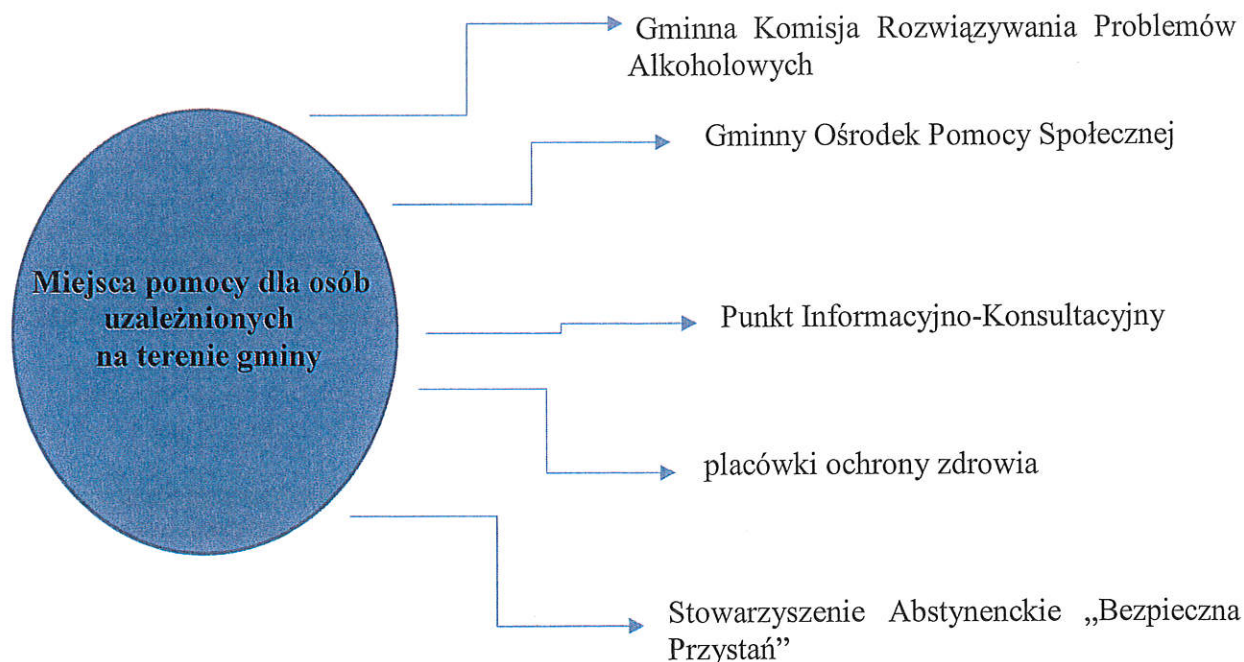 Gminna Komisja Rozwiązywania Problemów
Alkoholowych
Gminny Ośrodek Pomocy Społecznej
Miejsca pomocy dla osób
uzależnionych
na terenie gminy
Punkt Informacyjno-Konsultacyjny
placówki ochrony zdrowia
Stowarzyszenie Abstynenckie „Bezpieczna
Przystań”